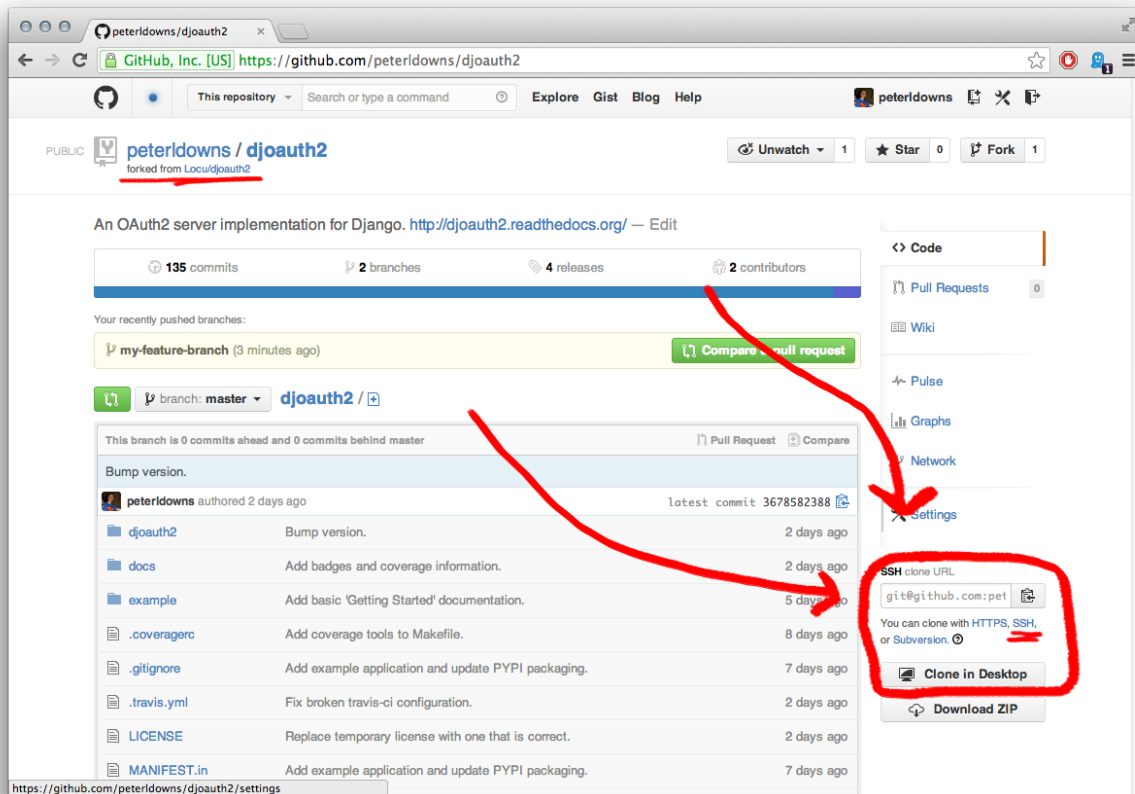 peterldowns/djoauth2
GitHub, Inc. [US] https://github.com/peterldowns/djoauth2
1
This repository Search or type a command Explore Gist Blog Help peterldowns
PUBLIC peterldowns / djoauth2 Unwatch 1 Star 0 Fork 1
forked from Locu/djoauth2
An OAuth2 server implementation for Django. http://djoauth2.readthedocs.org/ — Edit
135 commits 2 branches 4 releases 2 contributors
Your recently pushed branches:
my-feature-branch (3 minutes ago) Compare pull request
branch: master djoauth2 /
This branch is 0 commits ahead and 0 commits behind master Pull Request Compare
Bump version.
peterldowns authored 2 days ago latest commit 3678582388
djoauth2 Bump version. 2 days ago
docs Add badges and coverage information. 2 days ago
example Add basic 'Getting Started' documentation. 5 days ago
.coveragerc Add coverage tools to Makefile. 8 days ago
.gitignore Add example application and update PYPI packaging. 7 days ago
.travis.yml Fix broken travis-ci configuration. 2 days ago
LICENSE Replace temporary license with one that is correct. 2 days ago
MANIFEST.in Add example application and update PYPI packaging. 7 days ago
Code
Pull Requests 0
Wiki
Pulse
Graphs
Network
Settings
SSH clone URL
git@github.com:pet
You can clone with HTTPS, SSH,
or Subversion.
Clone in Desktop
Download ZIP
https://github.com/peterldowns/djoauth2/settings